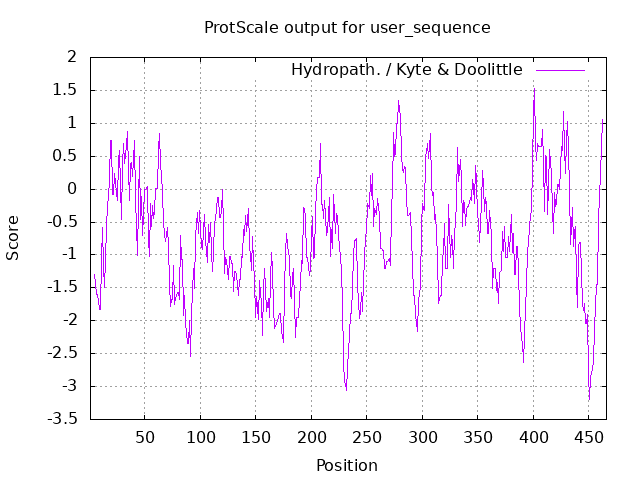 ProtScale output for user_sequence
Hydropath. / Kyte & Doolittle
2
1.5
1
0.5
0
-0.5
-1
-1.5
-2
-2.5
-3
-3.5
Score
50 100 150 200 250 300 350 400 450
Position